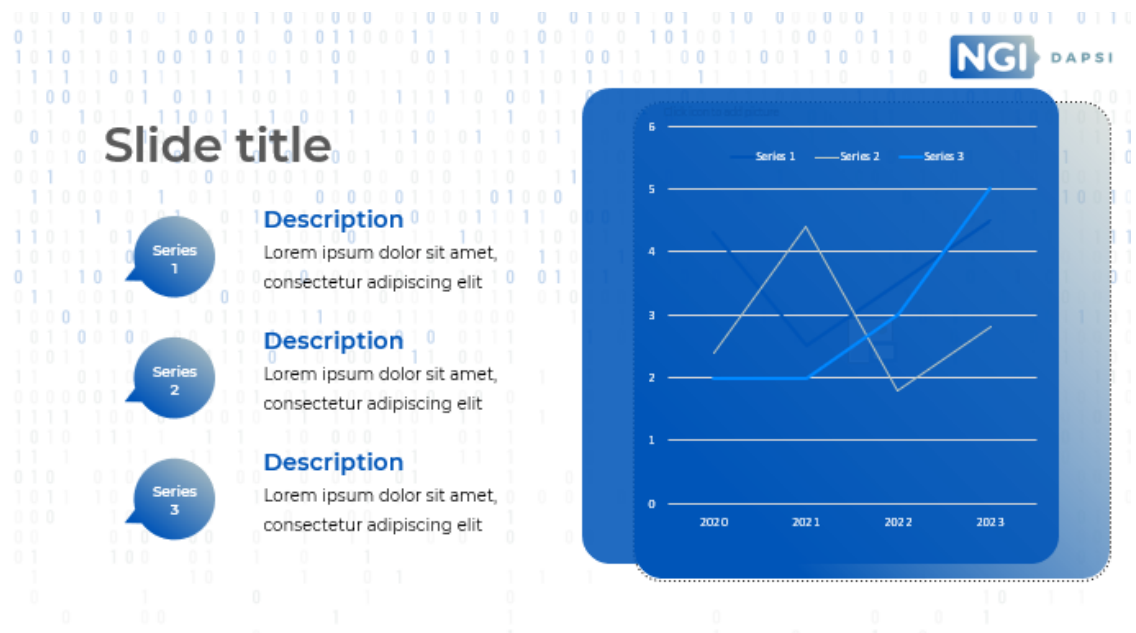 NGI DAPSI
Slide title
Series
1
Description
Lorem ipsum dolor sit amet,
consectetur adipiscing elit
Series
2
Description
Lorem ipsum dolor sit amet,
consectetur adipiscing elit
Series
3
Description
Lorem ipsum dolor sit amet,
consectetur adipiscing elit
6
Series 1 Series 2 Series 3
5
4
3
2
1
0
2020 2021 2022 2023